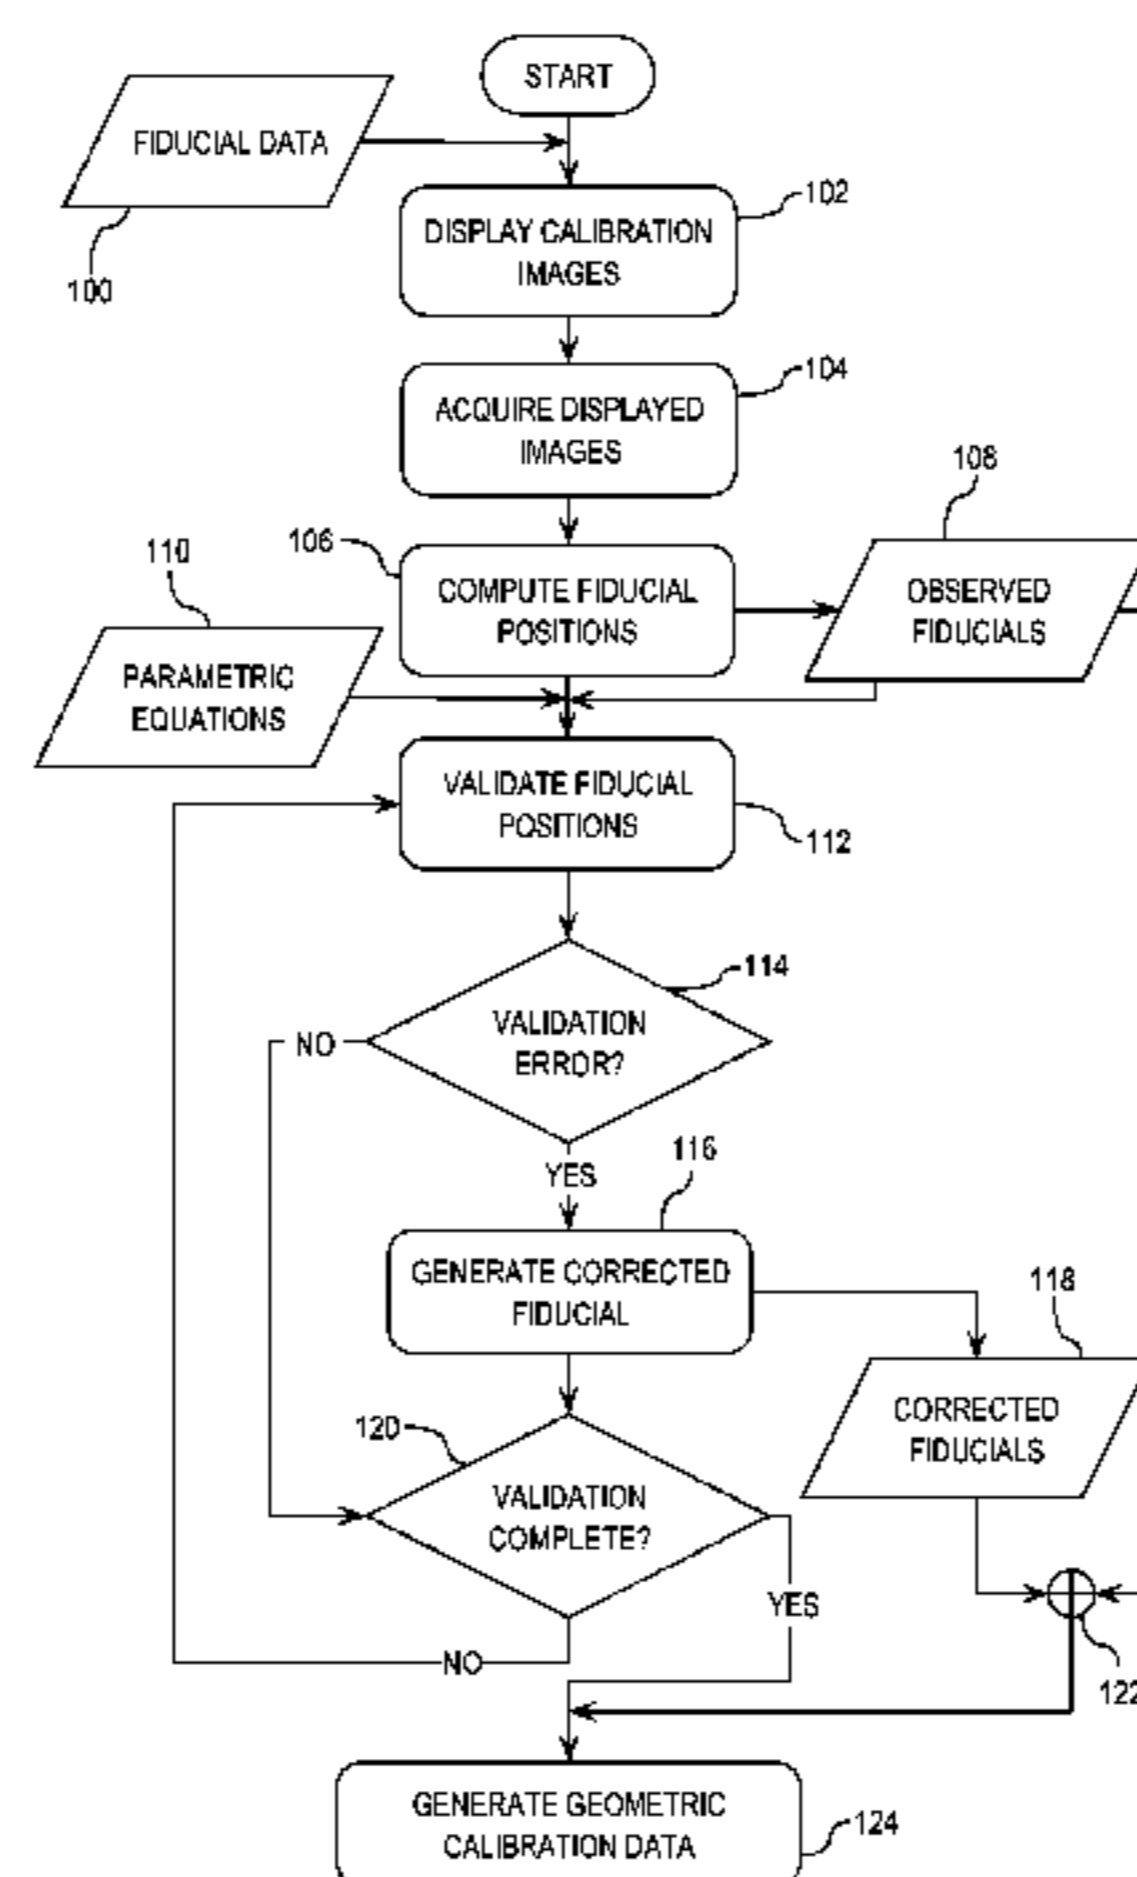 START
FIDUCIAL DATA
100
102
DISPLAY CALIBRATION
IMAGES
104
ACQUIRE DISPLAYED
IMAGES
108
106
110
COMPUTE FIDUCIAL
POSITIONS
OBSERVED
FIDUCIALS
PARAMETRIC
EQUATIONS
VALIDATE FIDUCIAL
POSITIONS
112
114
VALIDATION
ERROR?
NO
YES
116
GENERATE CORRECTED
FIDUCIAL
118
CORRECTED
FIDUCIALS
120
VALIDATION
COMPLETE?
YES
NO
122
GENERATE GEOMETRIC
CALIBRATION DATA
124